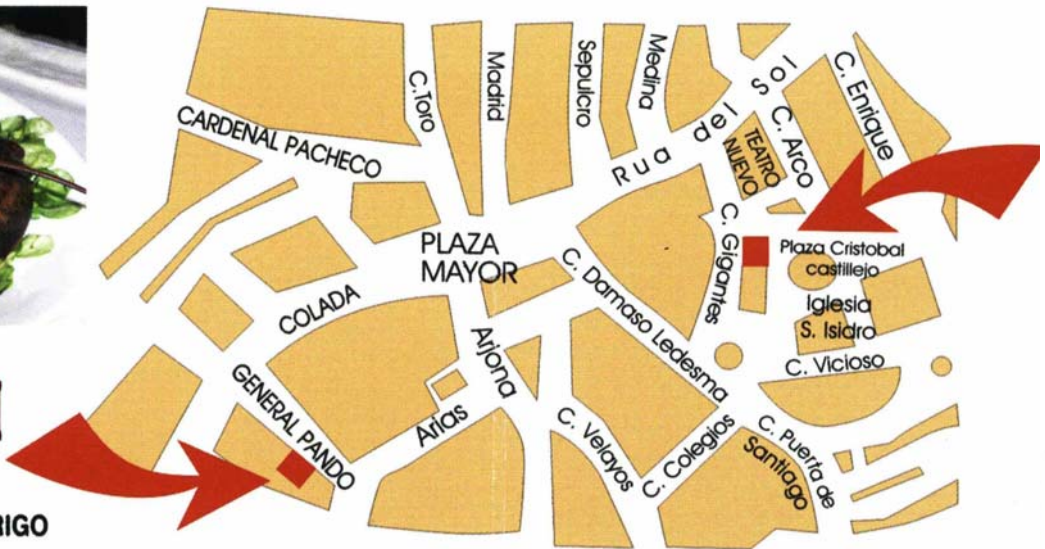 C. Toro
Madrid
Sepulcro
Medina
Rua del Sol
C. Enrique
C. Arco
TEATRO
NUEVO
CARDENAL PACHECO
PLAZA
MAYOR
C. Gigantes
Plaza Cristobal
castillejo
Iglesia
S. Isidro
C. Vicioso
COLADA
C. Damaso Ledesma
Arjona
GENERAL PANDO
Arias
C. Velayos
C. Colegios
C. Puerta de
Santiago
RIGO